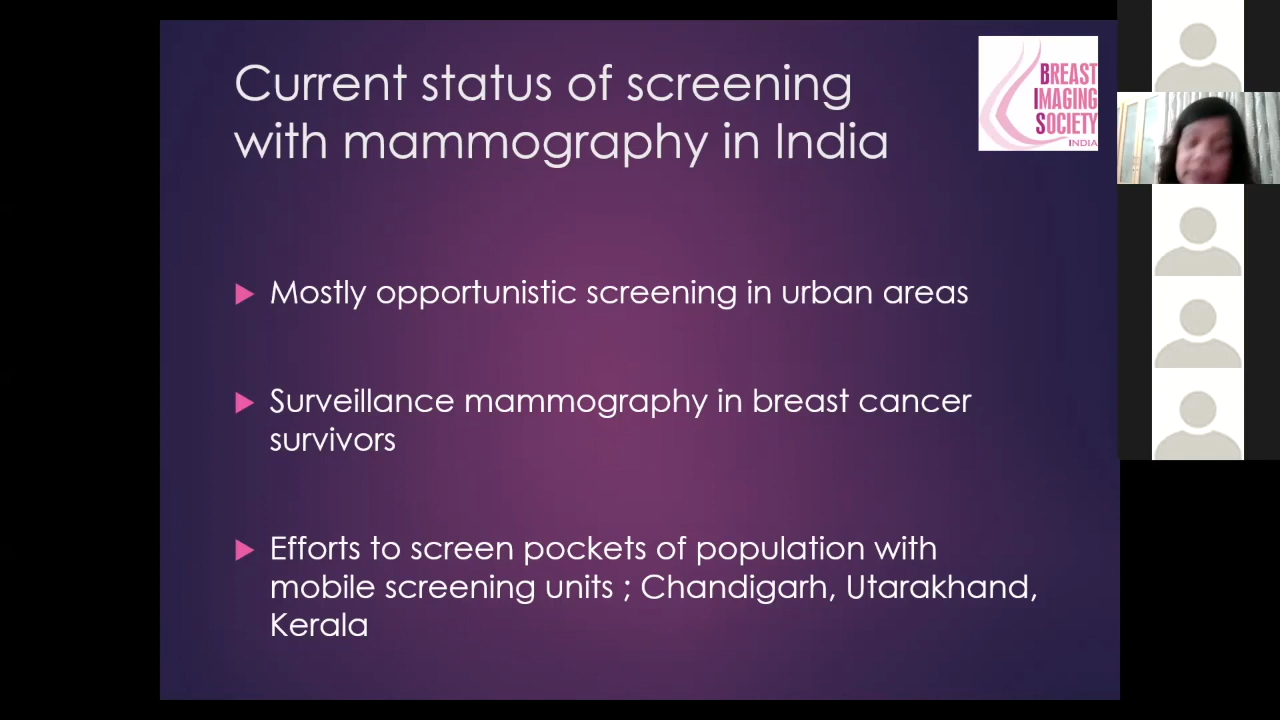 Current status of screening
with mammography in India
BREAST
IMAGING
SOCIETY
INDIA
Mostly opportunistic screening in urban areas
Surveillance mammography in breast cancer
survivors
Efforts to screen pockets of population with
mobile screening units ; Chandigarh, Utarakhand,
Kerala